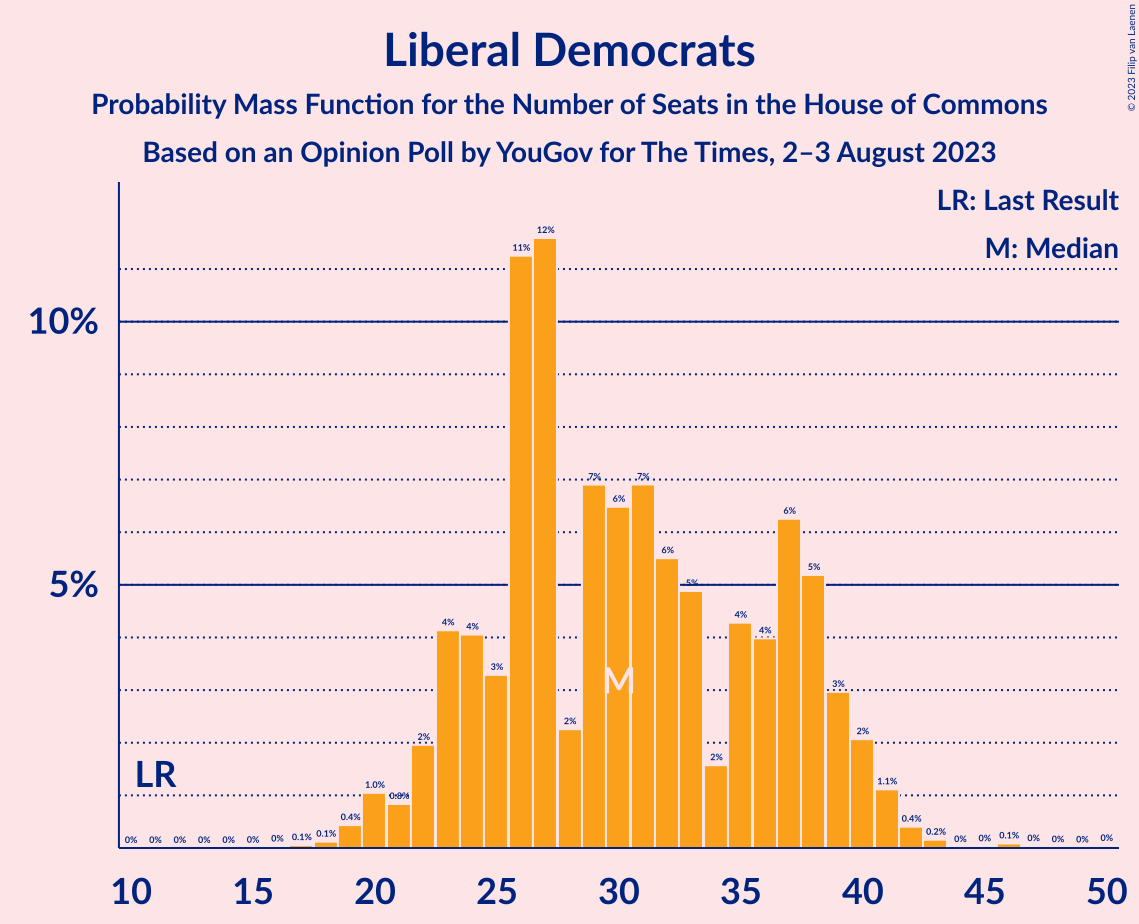 © 2023 Filip van Laenen
Liberal Democrats
Probability Mass Function for the Number of Seats in the House of Commons
Based on an Opinion Poll by YouGov for The Times, 2–3 August 2023
LR: Last Result
M: Median
10%
5%
LR
M
0% 0% 0% 0% 0% 0% 0% 0.1% 0.1% 0.4% 1.0% 0.8% 2% 4% 4% 3% 11% 12% 2% 7% 6% 7% 6% 5% 2% 4% 4% 6% 5% 3% 2% 1.1% 0.4% 0.2% 0% 0% 0.1% 0% 0% 0% 0%
10 15 20 25 30 35 40 45 50